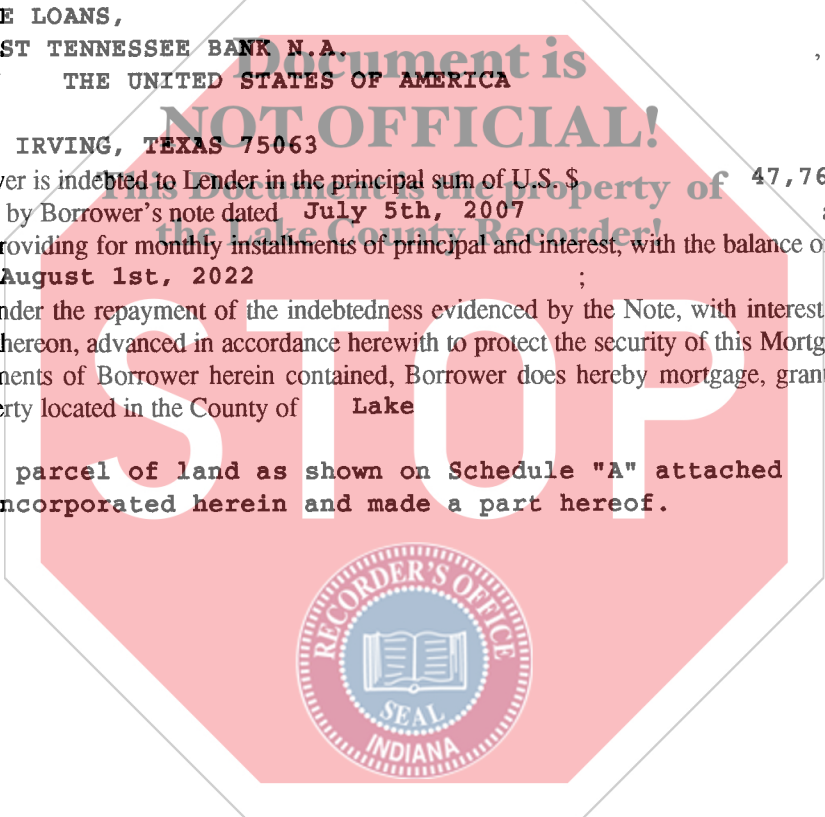 E LOANS,
ST TENNESSEE BANK N.A.
THE UNITED STATES OF AMERICA
Document is
NOT OFFICIAL!
This Document is the property of
the Lake County Recorder!
IRVING, TEXAS 75063
ver is indebted to Lender in the principal sum of U.S. $ 47,76
by Borrower's note dated July 5th, 2007
roviding for monthly installments of principal and interest, with the balance o
August 1st, 2022 ;
nder the repayment of the indebtedness evidenced by the Note, with interest
hereon, advanced in accordance herewith to protect the security of this Mortg
nents of Borrower herein contained, Borrower does hereby mortgage, grant
erty located in the County of Lake
parcel of land as shown on Schedule "A" attached
ncorporated herein and made a part hereof.
STOP
RECORDER'S OFFICE
SEAL
INDIANA